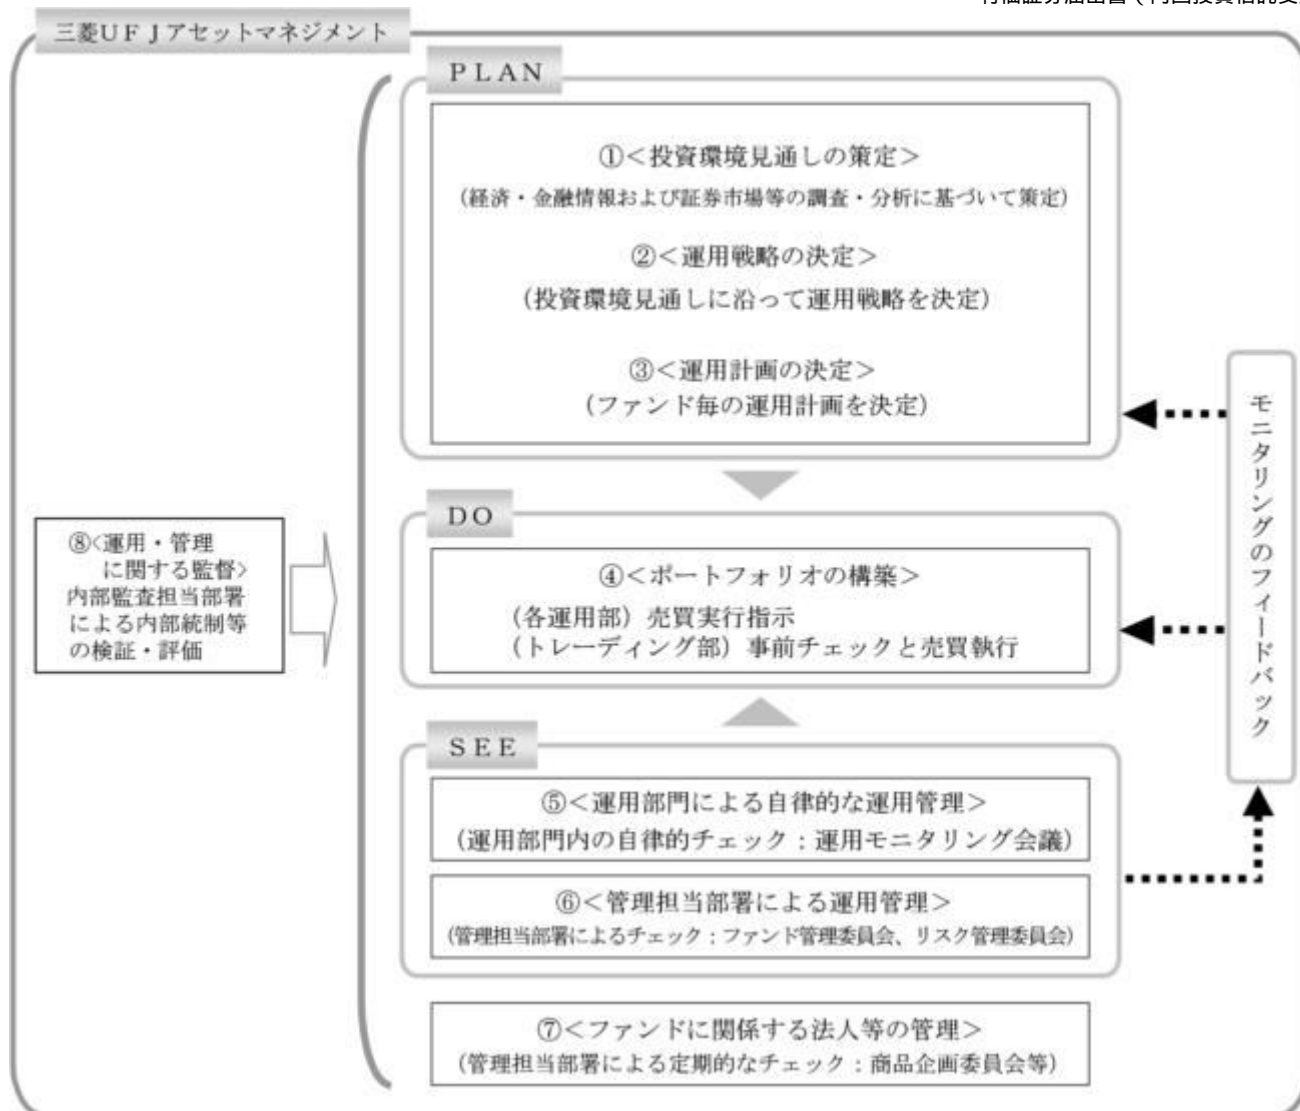 三菱ＵＦＪアセットマネジメント
ＰＬＡＮ
①＜投資環境見通しの策定＞
（経済・金融情報および証券市場等の調査・分析に基づいて策定）
②＜運用戦略の決定＞
（投資環境見通しに沿って運用戦略を決定）
③＜運用計画の決定＞
（ファンド毎の運用計画を決定）
ＤＯ
④＜ポートフォリオの構築＞
（各運用部）売買実行指示
（トレーディング部）事前チェックと売買執行
ＳＥＥ
⑤＜運用部門による自律的な運用管理＞
（運用部門内の自律的チェック：運用モニタリング会議）
⑥＜管理担当部署による運用管理＞
（管理担当部署によるチェック：ファンド管理委員会、リスク管理委員会）
⑦＜ファンドに関係する法人等の管理＞
（管理担当部署による定期的なチェック：商品企画委員会等）
⑧<運用・管理
に関する監督>
内部監査担当部署
による内部統制等
の検証・評価
モニタリングのフィードバック